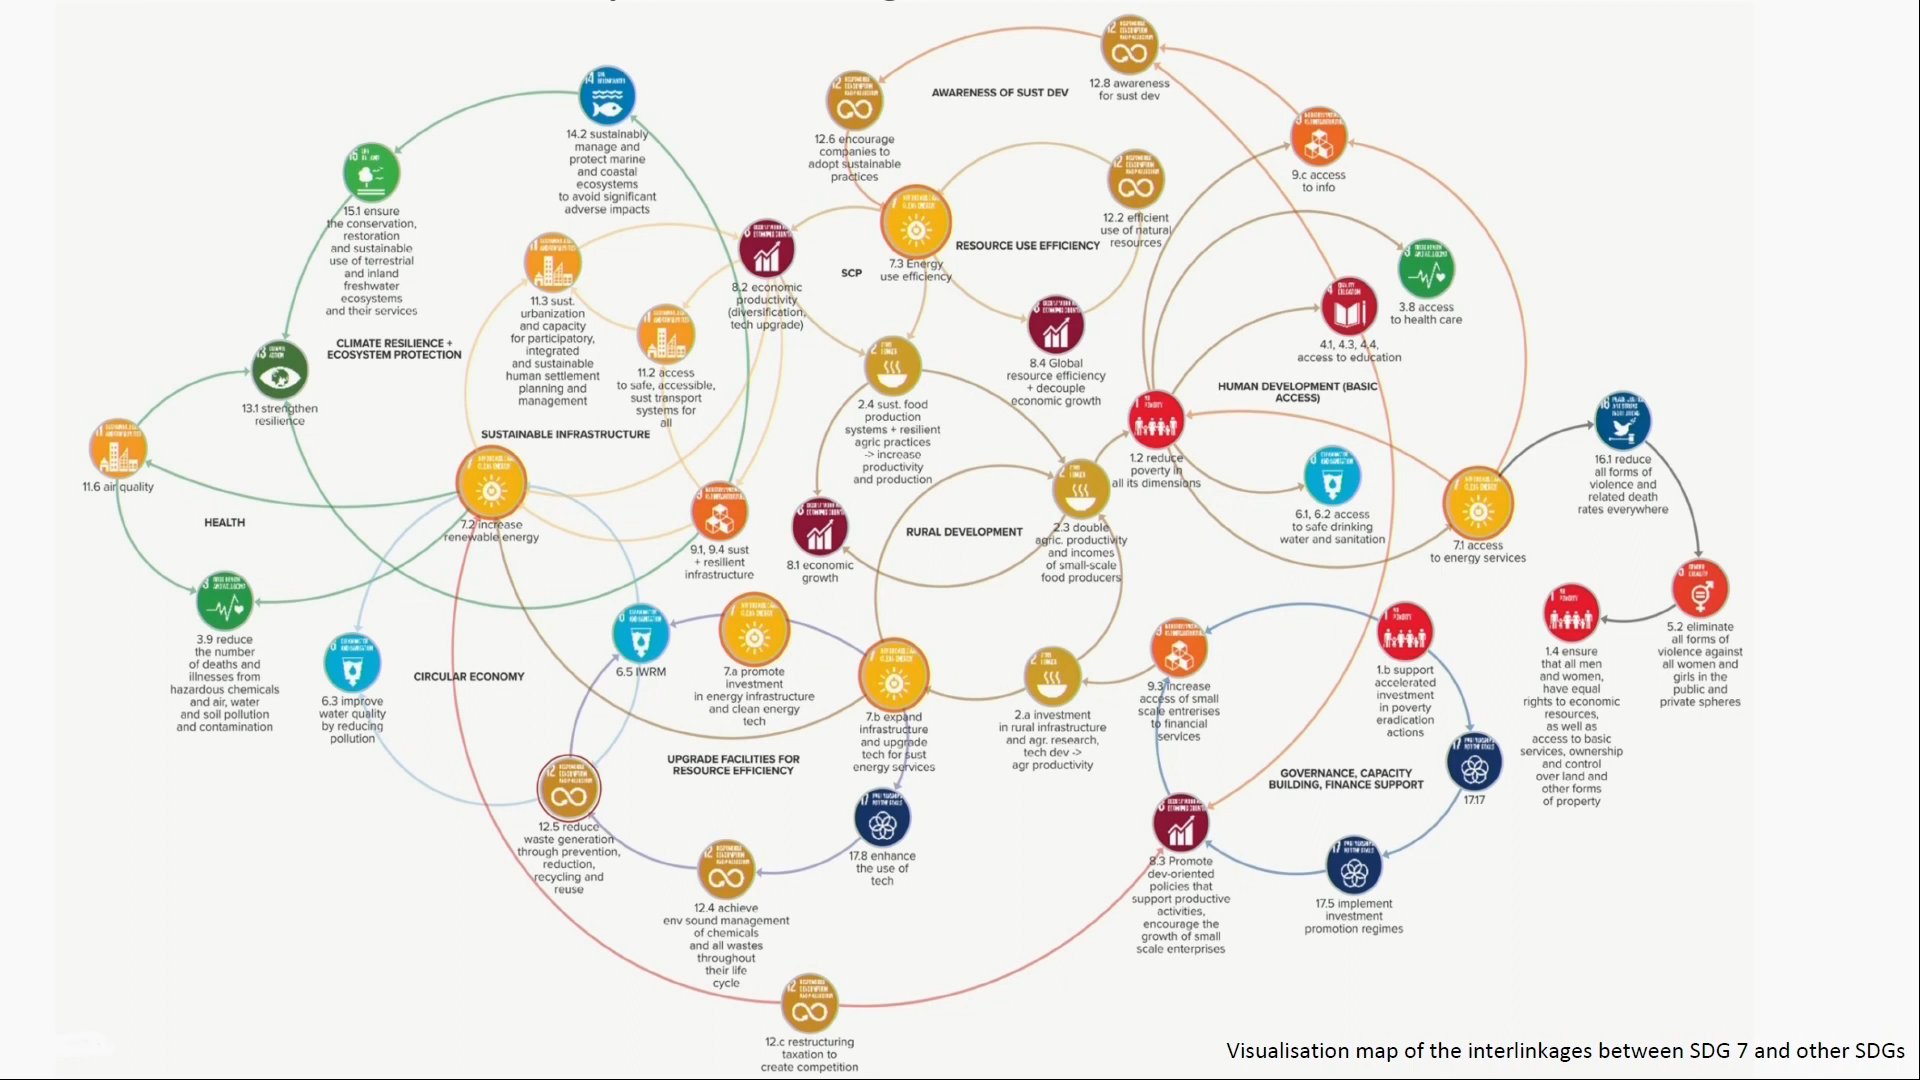 12.8 awareness
for sust dev
AWARENESS OF SUST DEV
12.6 encourage
companies to
adopt sustainable
practices
14.2 sustainably
manage and
protect marine
and coastal
ecosystems
to avoid significant
adverse impacts
9.c access
to info
15.1 ensure
the conservation,
restoration
and sustainable
use of terrestrial
and inland
freshwater
ecosystems
and their services
12.2 efficient
use of natural
resources
RESOURCE USE EFFICIENCY
7.3 Energy
use efficiency
SCP
8.2 economic
productivity
(diversification,
tech upgrade)
11.3 sust.
urbanization
and capacity
for participatory,
integrated
and sustainable
human settlement
planning and
management
3.8 access
to health care
4.1, 4.3, 4.4,
access to education
CLIMATE RESILIENCE +
ECOSYSTEM PROTECTION
11.2 access
to safe, accessible,
sust transport
systems for
all
8.4 Global
resource efficiency
+ decouple
economic growth
HUMAN DEVELOPMENT (BASIC
ACCESS)
13.1 strengthen
resilience
2.4 sust. food
production
systems + resilient
agric practices
-> increase
productivity
and production
SUSTAINABLE INFRASTRUCTURE
1.2 reduce
poverty in
all its dimensions
16.1 reduce
all forms of
violence and
related death
rates everywhere
11.6 air quality
HEALTH
7.2 increase
renewable energy
RURAL DEVELOPMENT
2.3 double
agric. productivity
and incomes
of small-scale
food producers
6.1, 6.2 access
to safe drinking
water and sanitation
7.1 access
to energy services
9.1, 9.4 sust
+ resilient
infrastructure
8.1 economic
growth
3.9 reduce
the number
of deaths and
illnesses from
hazardous chemicals
and air, water
and soil pollution
and contamination
5.2 eliminate
all forms of
violence against
all women and
girls in the
public and
private spheres
1.4 ensure
that all men
and women,
have equal
rights to economic
resources,
as well as
access to basic
services, ownership
and control
over land and
other forms
of property
CIRCULAR ECONOMY
6.5 IWRM
7.a promote
investment
in energy infrastructure
and clean energy
tech
1.b support
accelerated
investment
in poverty
eradication
actions
6.3 improve
water quality
by reducing
pollution
9.3 increase
access of small
scale entrerises
to financial
services
7.b expand
infrastructure
and upgrade
tech for sust
energy services
2.a investment
in rural infrastructure
and agr. research,
tech dev ->
agr productivity
UPGRADE FACILITIES FOR
RESOURCE EFFICIENCY
GOVERNANCE, CAPACITY
BUILDING, FINANCE SUPPORT
17.17
12.5 reduce
waste generation
through prevention,
reduction,
recycling and
reuse
17.8 enhance
the use of
tech
8.3 Promote
dev-oriented
policies that
support productive
activities,
encourage the
growth of small
scale enterprises
17.5 implement
investment
promotion regimes
12.4 achieve
env sound management
of chemicals
and all wastes
throughout
their life
cycle
12.c restructuring
taxation to
create competition
Visualisation map of the interlinkages between SDG 7 and other SDGs